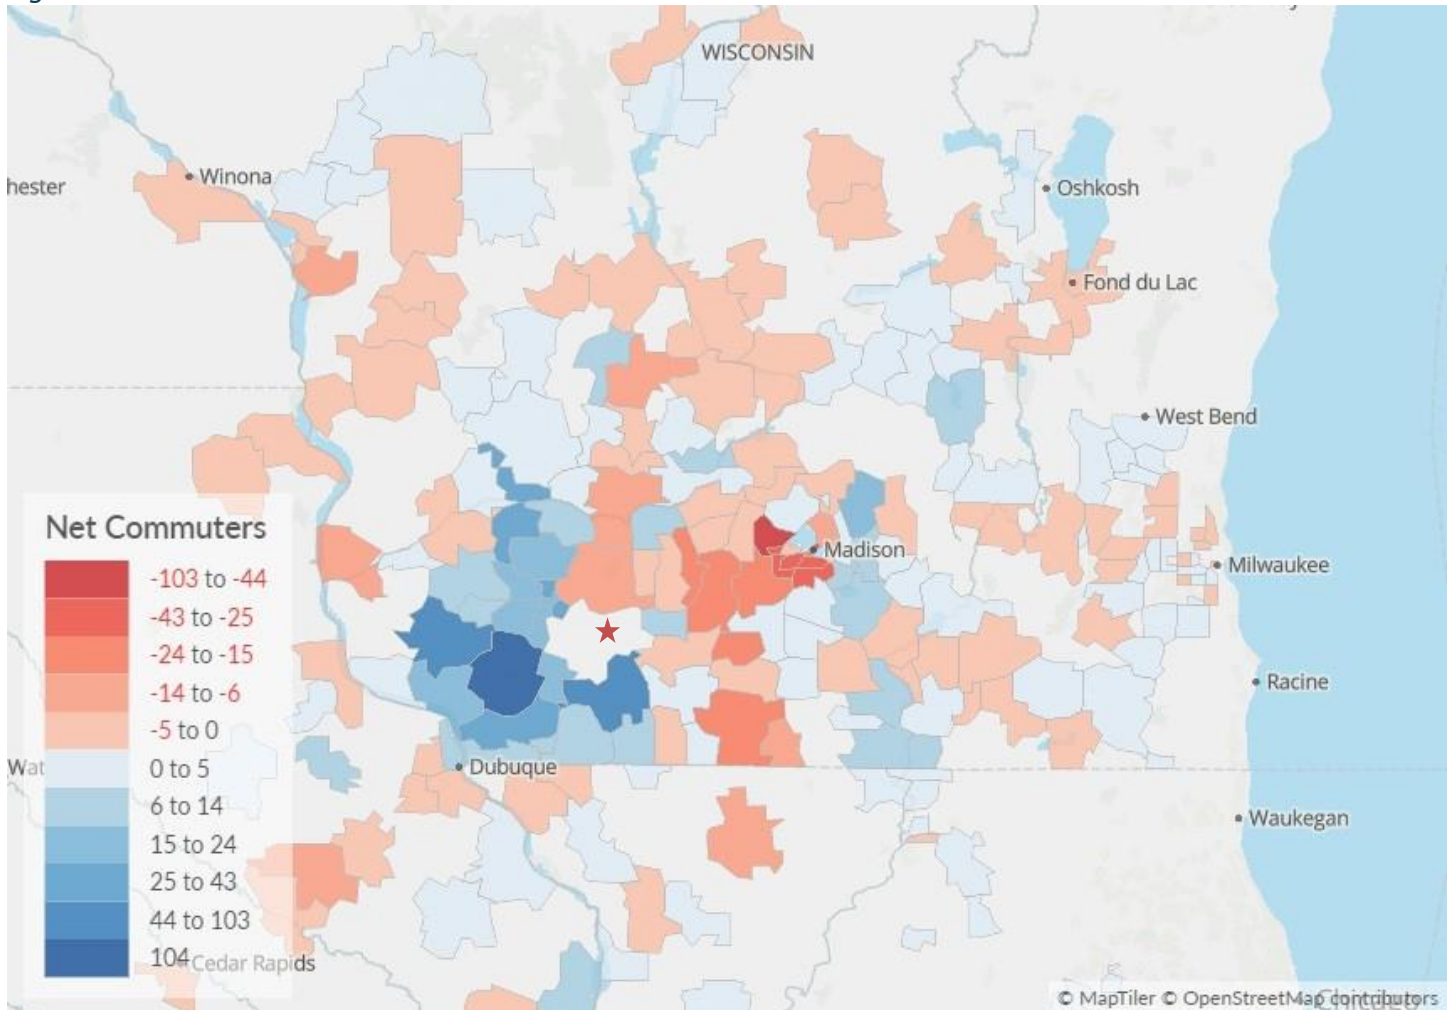 WISCONSIN
Winona
hester
Oshkosh
Fond du Lac
West Bend
Net Commuters
-103 to -44
-43 to -25
-24 to -15
-14 to -6
-5 to 0
0 to 5
6 to 14
15 to 24
25 to 43
44 to 103
104
Madison
Milwaukee
Racine
Wat
Dubuque
Waukegan
Cedar Rapids
© MapTiler © OpenStreetMap contributors
Chicago